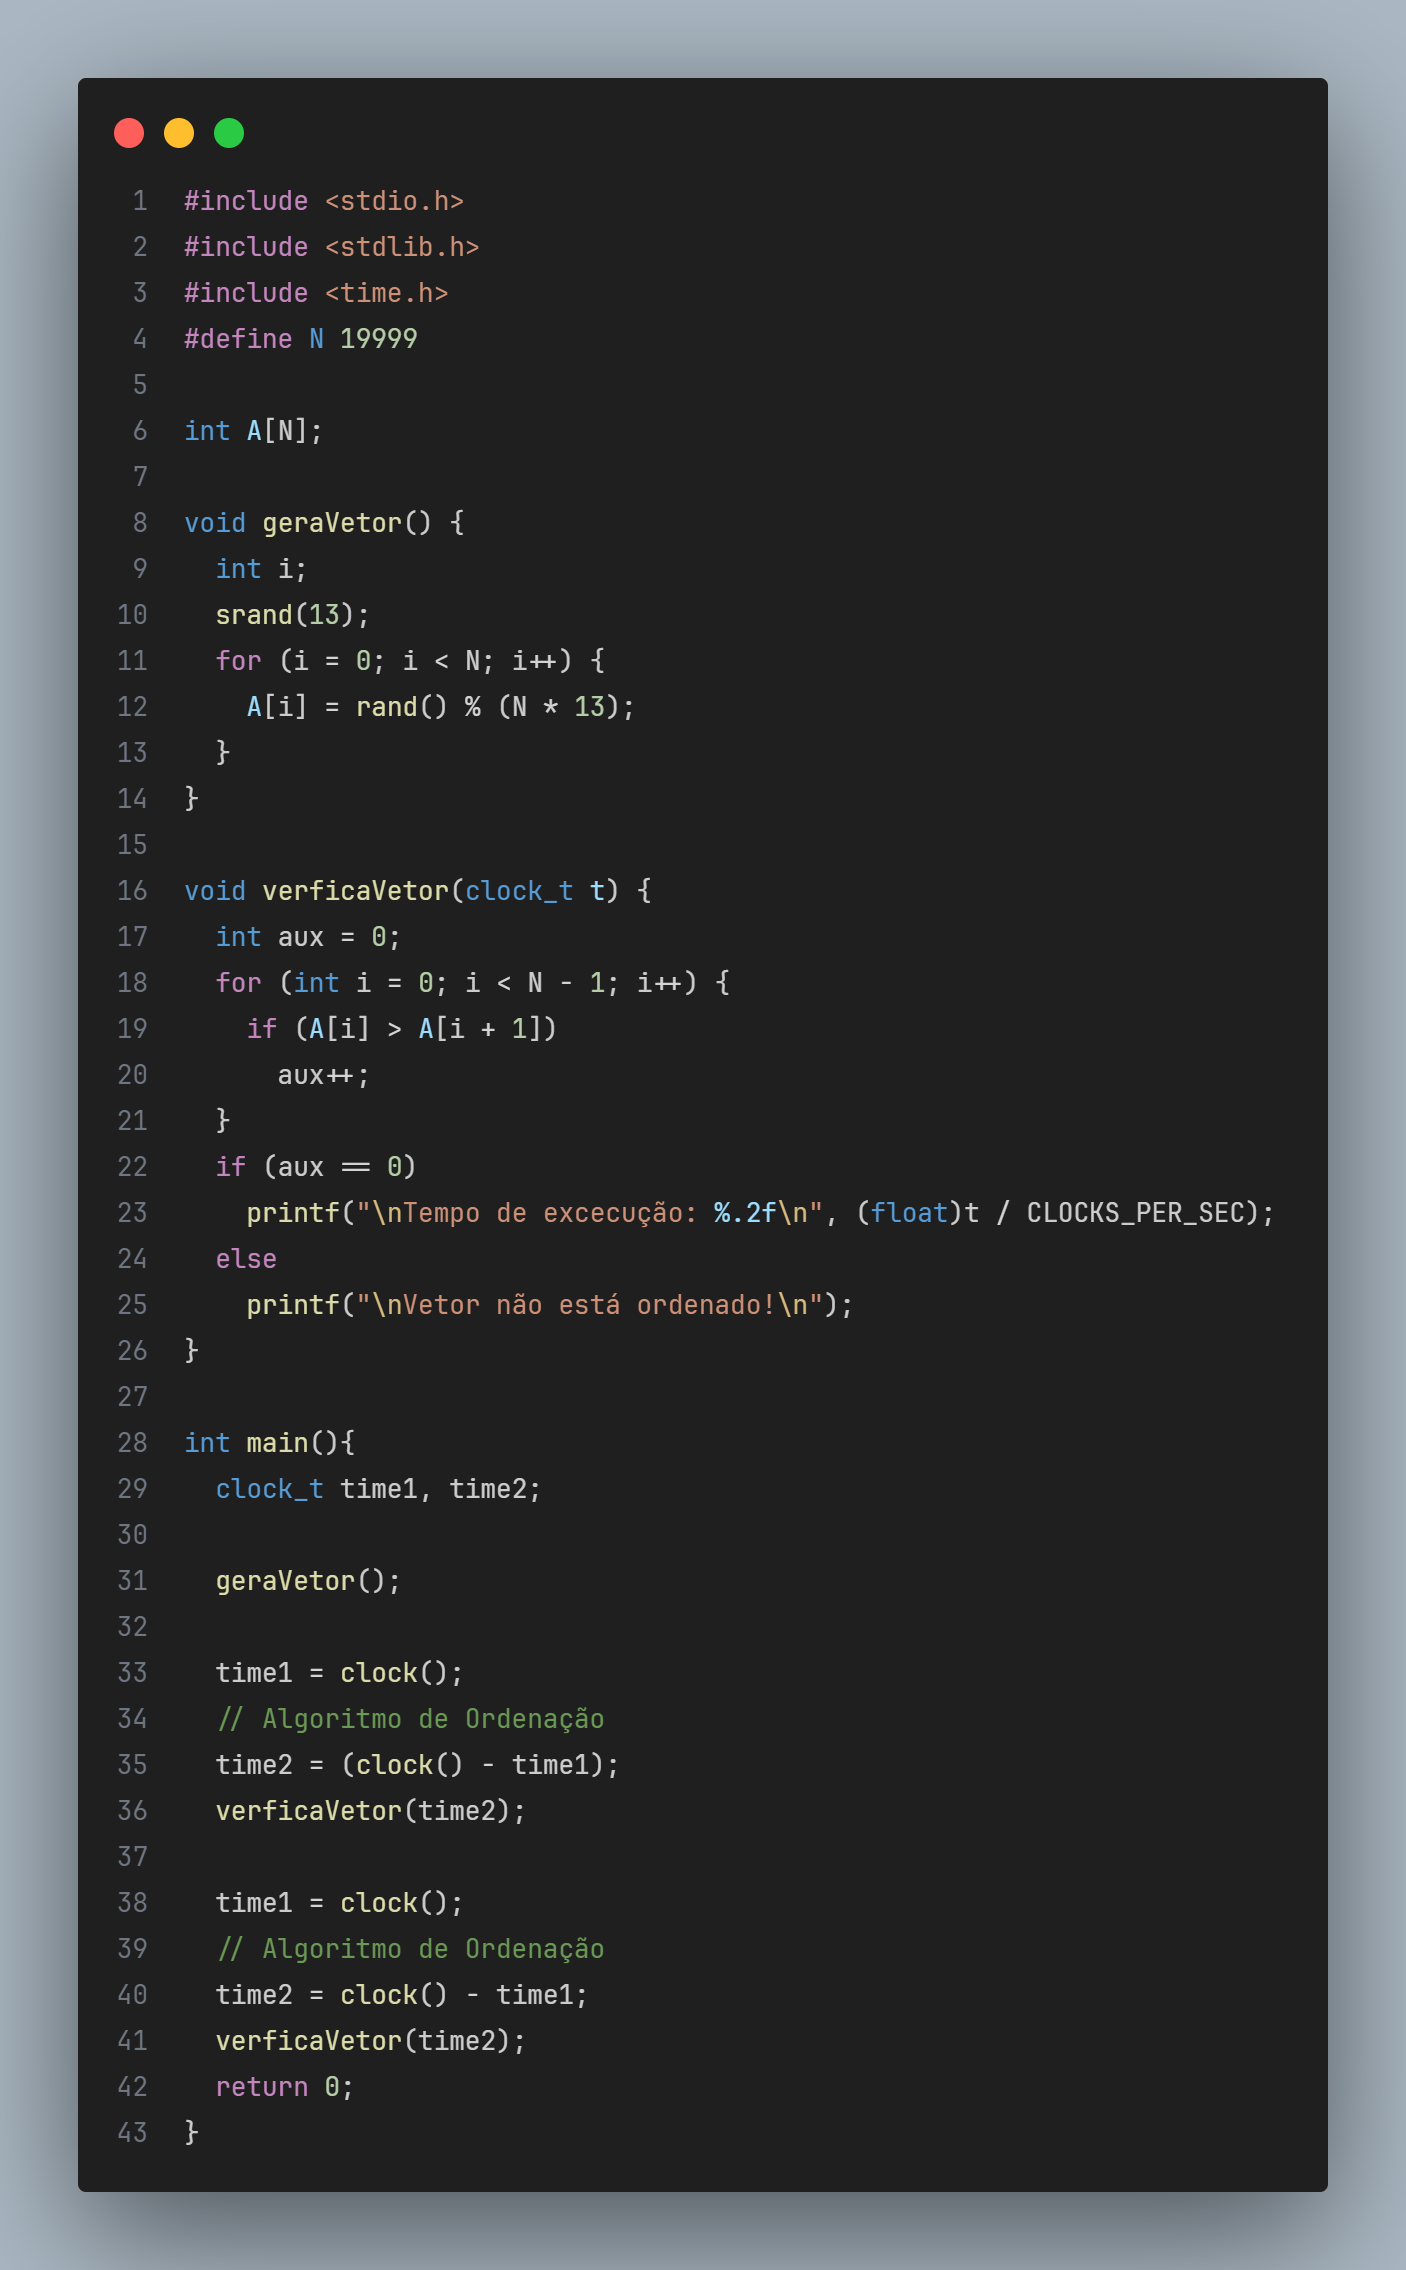 1 #include <stdio.h>
2 #include <stdlib.h>
3 #include <time.h>
4 #define N 19999
5
6 int A[N];
7
8 void geraVetor() {
9   int i;
10   srand(13);
11   for (i = 0; i < N; i++) {
12     A[i] = rand() % (N * 13);
13   }
14 }
15
16 void verficaVetor(clock_t t) {
17   int aux = 0;
18   for (int i = 0; i < N - 1; i++) {
19     if (A[i] > A[i + 1])
20       aux++;
21   }
22   if (aux == 0)
23     printf("\nTempo de excecução: %.2f\n", (float)t / CLOCKS_PER_SEC);
24   else
25     printf("\nVetor não está ordenado!\n");
26 }
27
28 int main(){
29   clock_t time1, time2;
30
31   geraVetor();
32
33   time1 = clock();
34   // Algoritmo de Ordenação
35   time2 = (clock() - time1);
36   verficaVetor(time2);
37
38   time1 = clock();
39   // Algoritmo de Ordenação
40   time2 = clock() - time1;
41   verficaVetor(time2);
42   return 0;
43 }